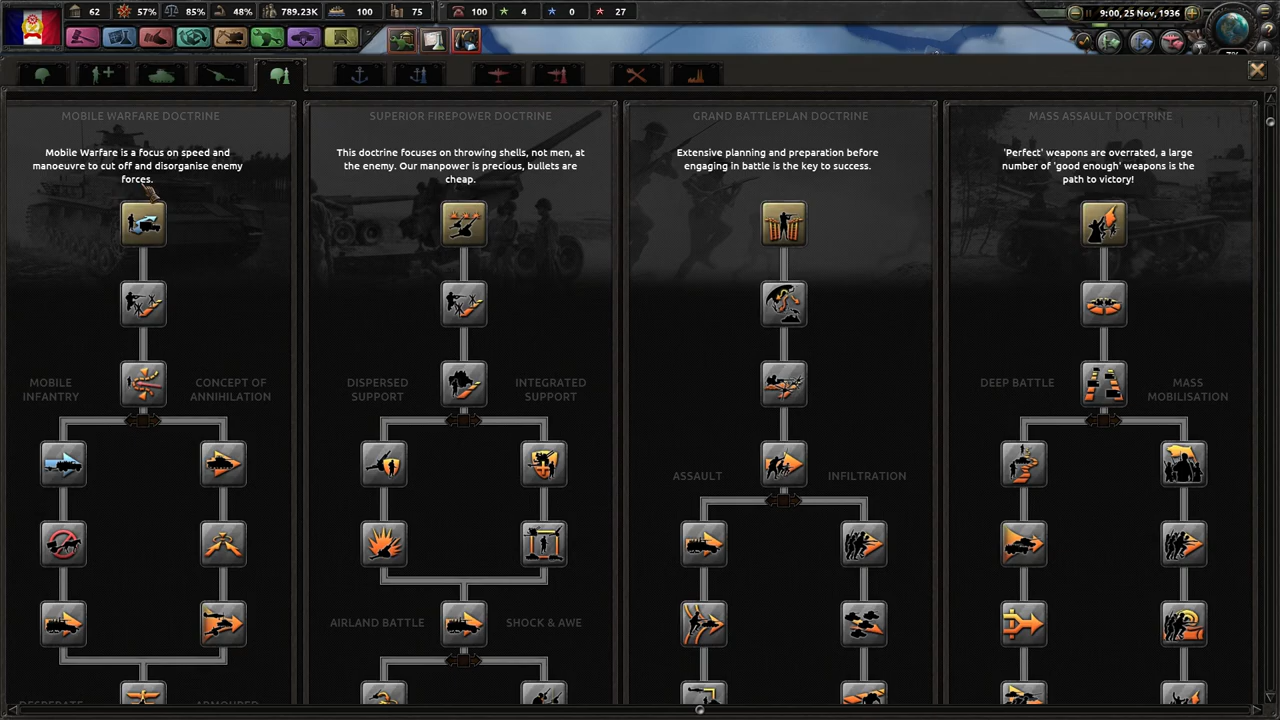 62 57% 85% 48% 789.23K 100 75 100 4 0 27
9:00, 25 Nov, 1936
MOBILE WARFARE DOCTRINE
Mobile Warfare is a focus on speed and
manoeuvre to cut off and disorganise enemy
forces.
MOBILE
INFANTRY
CONCEPT OF
ANNIHILATION
SUPERIOR FIREPOWER DOCTRINE
This doctrine focuses on throwing shells, not men, at
the enemy. Our manpower is precious, bullets are
cheap.
DISPERSED
SUPPORT
INTEGRATED
SUPPORT
AIRLAND BATTLE
SHOCK & AWE
GRAND BATTLEPLAN DOCTRINE
Extensive planning and preparation before
engaging in battle is the key to success.
ASSAULT
INFILTRATION
MASS ASSAULT DOCTRINE
'Perfect' weapons are overrated, a large
number of 'good enough' weapons is the
path to victory!
DEEP BATTLE
MASS
MOBILISATION